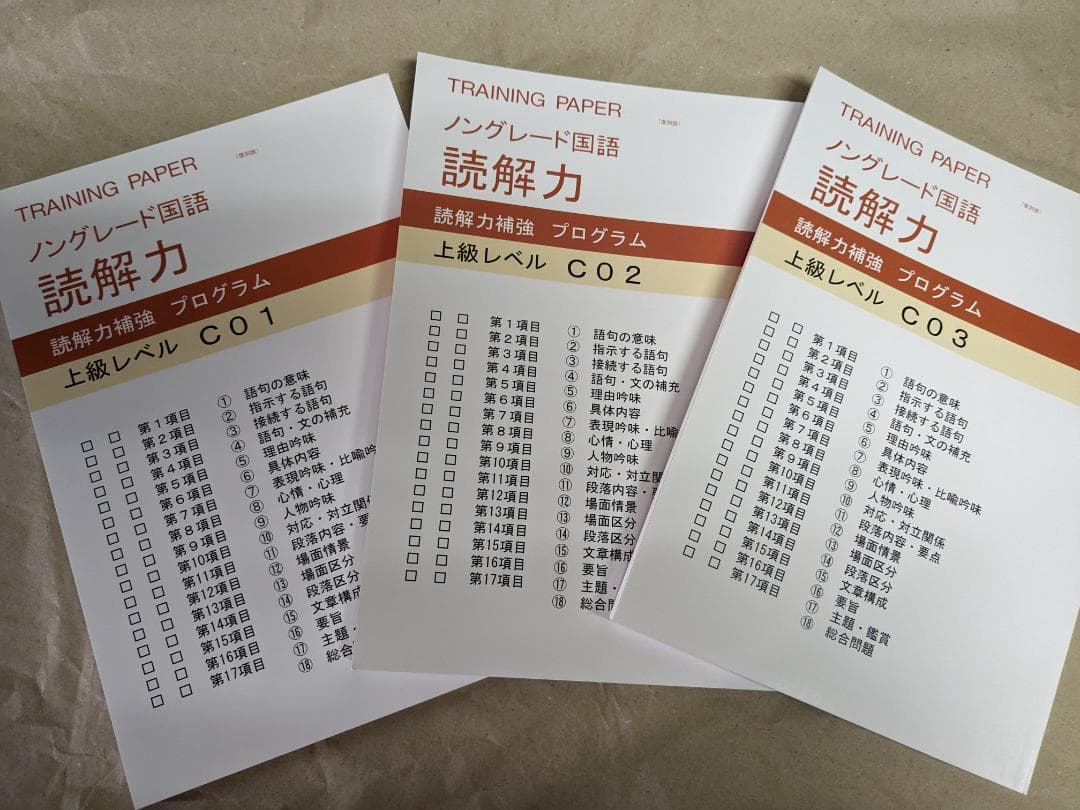 TRAINING PAPER
（復刻版）
ノングレード国語
読解力
読解力補強 プログラム
上級レベル C01
第1項目 ① 語句の意味
第2項目 ② 指示する語句
第3項目 ③ 接続する語句
第4項目 ④ 語句・文の補充
第5項目 ⑤ 理由吟味
第6項目 ⑥ 具体内容
第7項目 ⑦ 表現吟味・比喩吟
第8項目 ⑧ 心情・心理
第9項目 ⑨ 人物吟味
第10項目 ⑩ 対応・対立関係
第11項目 ⑪ 段落内容・要
第12項目 ⑫ 場面情景
第13項目 ⑬ 場面区分
第14項目 ⑭ 段落区分
第15項目 ⑮ 文章構成
第16項目 ⑯ 要旨
第17項目 ⑰ 主題・
⑱ 総合
TRAINING PAPER
（復刻版）
ノングレード国語
読解力
読解力補強 プログラム
上級レベル C02
第1項目 ① 語句の意味
第2項目 ② 指示する語句
第3項目 ③ 接続する語句
第4項目 ④ 語句・文の補充
第5項目 ⑤ 理由吟味
第6項目 ⑥ 具体内容
第7項目 ⑦ 表現吟味・比喩
第8項目 ⑧ 心情・心理
第9項目 ⑨ 人物吟味
第10項目 ⑩ 対応・対立関係
第11項目 ⑪ 段落内容・
第12項目 ⑫ 場面情景
第13項目 ⑬ 場面区分
第14項目 ⑭ 段落区分
第15項目 ⑮ 文章構成
第16項目 ⑯ 要旨
第17項目 ⑰ 主題・
⑱ 総合
TRAINING PAPER
（復刻版）
ノングレード国語
読解力
読解力補強 プログラム
上級レベル C03
第1項目 ① 語句の意味
第2項目 ② 指示する語句
第3項目 ③ 接続する語句
第4項目 ④ 語句・文の補充
第5項目 ⑤ 理由吟味
第6項目 ⑥ 具体内容
第7項目 ⑦ 表現吟味・比喩吟味
第8項目 ⑧ 心情・心理
第9項目 ⑨ 人物吟味
第10項目 ⑩ 対応・対立関係
第11項目 ⑪ 段落内容・要点
第12項目 ⑫ 場面情景
第13項目 ⑬ 場面区分
第14項目 ⑭ 段落区分
第15項目 ⑮ 文章構成
第16項目 ⑯ 要旨
第17項目 ⑰ 主題・鑑賞
⑱ 総合問題